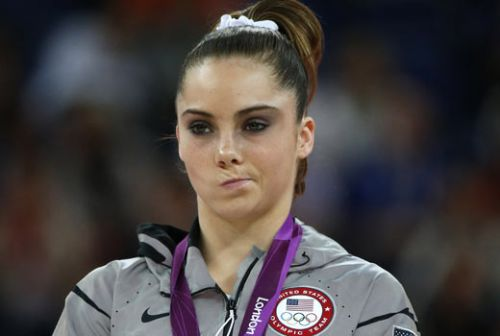 London
UNITED STATES
OLYMPIC TEAM